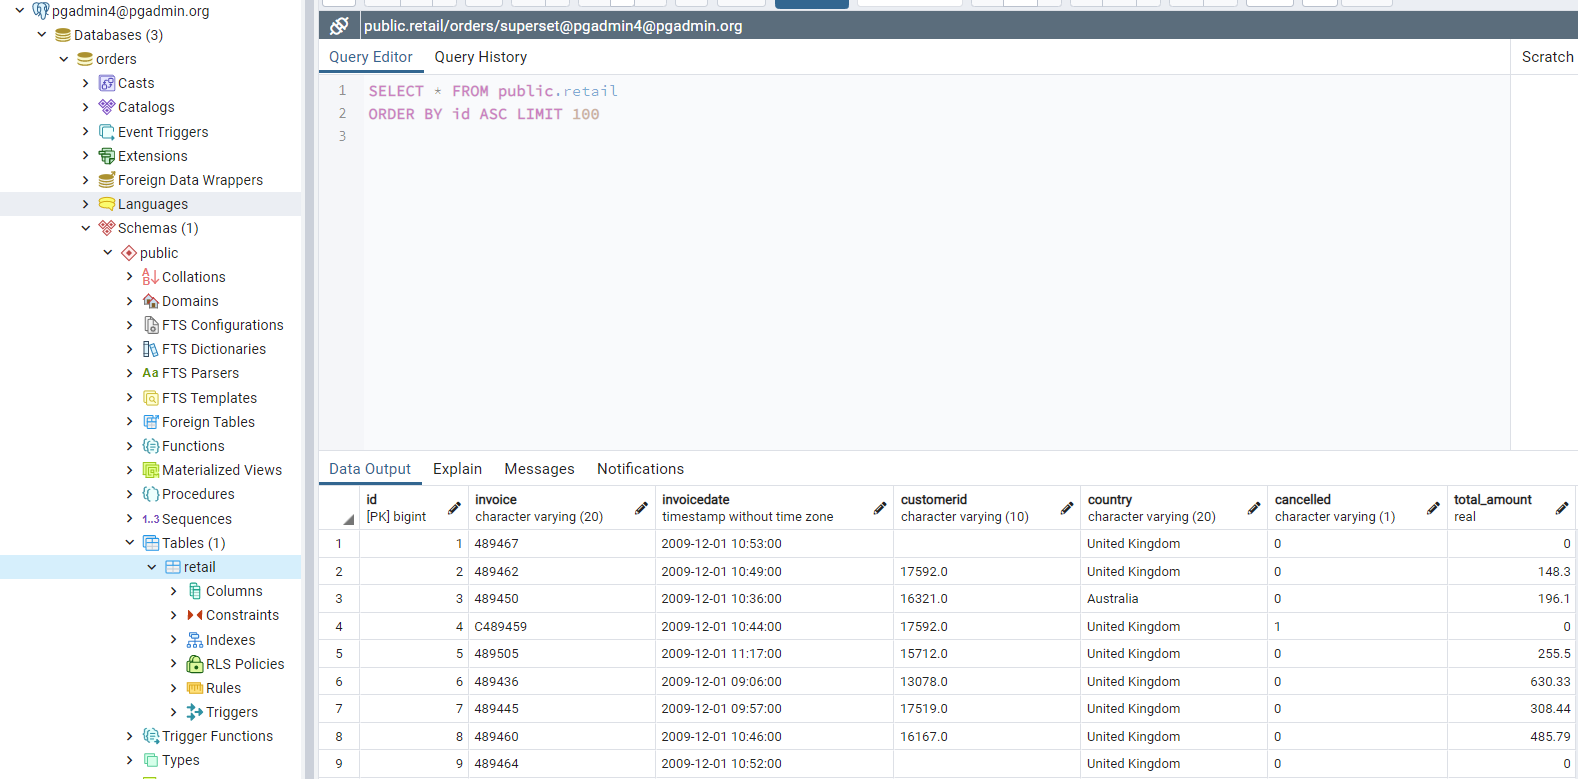 pgadmin4@pgadmin.org
Databases (3)
orders
Casts
Catalogs
Event Triggers
Extensions
Foreign Data Wrappers
Languages
Schemas (1)
public
Collations
Domains
FTS Configurations
FTS Dictionaries
Aa FTS Parsers
FTS Templates
Foreign Tables
Functions
Materialized Views
Procedures
1..3 Sequences
Tables (1)
retail
Columns
Constraints
Indexes
RLS Policies
Rules
Triggers
Trigger Functions
Types
public.retail/orders/superset@pgadmin4@pgadmin.org
Query Editor Query History Scratch
1 SELECT * FROM public.retail
2 ORDER BY id ASC LIMIT 100
3
Data Output Explain Messages Notifications
id invoice invoicedate customerid country cancelled total_amount
[PK] bigint character varying (20) timestamp without time zone character varying (10) character varying (20) character varying (1) real
1 1 489467 2009-12-01 10:53:00 United Kingdom 0 0
2 2 489462 2009-12-01 10:49:00 17592.0 United Kingdom 0 148.3
3 3 489450 2009-12-01 10:36:00 16321.0 Australia 0 196.1
4 4 C489459 2009-12-01 10:44:00 17592.0 United Kingdom 1 0
5 5 489505 2009-12-01 11:17:00 15712.0 United Kingdom 0 255.5
6 6 489436 2009-12-01 09:06:00 13078.0 United Kingdom 0 630.33
7 7 489445 2009-12-01 09:57:00 17519.0 United Kingdom 0 308.44
8 8 489460 2009-12-01 10:46:00 16167.0 United Kingdom 0 485.79
9 9 489464 2009-12-01 10:52:00 United Kingdom 0 0